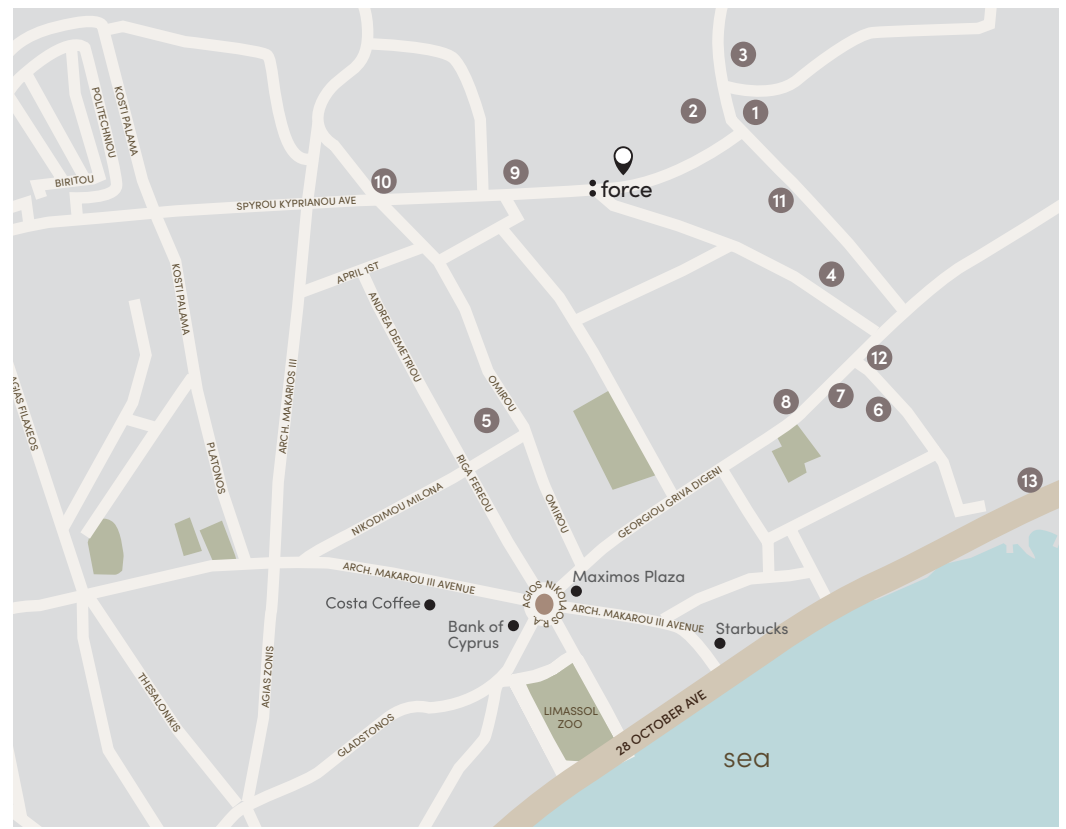 3
2
1
KOSTI PALAMA
POLITECHNIOU
BIRITOU
9
10
force
11
SPYROU KYPRIANOU AVE
APRIL 1ST
KOSTI PALAMA
4
ANDREA DEMETRIOU
12
ARCH. MAKARIOS III
OMIROU
7
8
6
AGIAS FILAXEOS
5
PLATONOS
RIGA FEREOU
13
NIKODIMOU MILONA
OMIROU
GEORGIOU GRIVA DIGENI
ARCH. MAKAROU III AVENUE
Maximos Plaza
AGIOS NIKOLAOS R.A
Costa Coffee
ARCH. MAKAROU III AVENUE
Bank of
Cyprus
Starbucks
AGIAS ZONIS
THESALONIKIS
LIMASSOL
ZOO
GLADSTONOS
28 OCTOBER AVE
sea